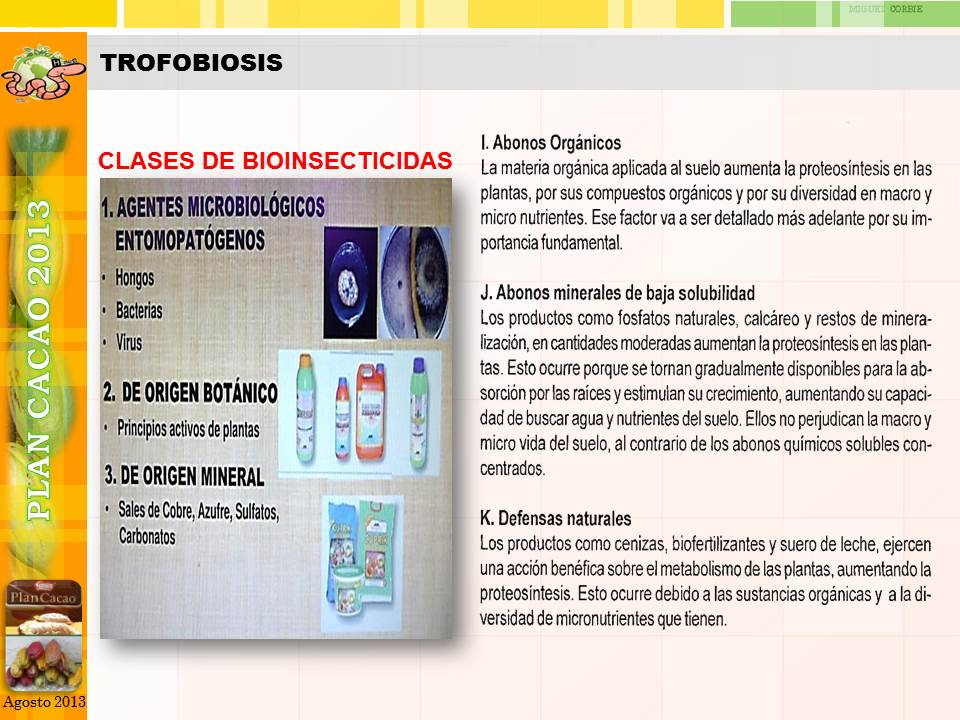 MIGUEL CORBIE
TROFOBIOSIS
CLASES DE BIOINSECTICIDAS
1. AGENTES MICROBIOLÓGICOS
ENTOMOPATÓGENOS
• Hongos
• Bacterias
• Virus
2. DE ORIGEN BOTÁNICO
• Principios activos de plantas
3. DE ORIGEN MINERAL
• Sales de Cobre, Azufre, Sulfatos,
Carbonatos
I. Abonos Orgánicos
La materia orgánica aplicada al suelo aumenta la proteosíntesis en las
plantas, por sus compuestos orgánicos y por su diversidad en macro y
micro nutrientes. Ese factor va a ser detallado más adelante por su im-
portancia fundamental.
J. Abonos minerales de baja solubilidad
Los productos como fosfatos naturales, calcáreo y restos de minera-
lización, en cantidades moderadas aumentan la proteosíntesis en las plan-
tas. Esto ocurre porque se tornan gradualmente disponibles para la ab-
sorción por las raíces y estimulan su crecimiento, aumentando su capaci-
dad de buscar agua y nutrientes del suelo. Ellos no perjudican la macro y
micro vida del suelo, al contrario de los abonos químicos solubles con-
centrados.
K. Defensas naturales
Los productos como cenizas, biofertilizantes y suero de leche, ejercen
una acción benéfica sobre el metabolismo de las plantas, aumentando la
proteosíntesis. Esto ocurre debido a las sustancias orgánicas y a la di-
versidad de micronutrientes que tienen.
PLAN CACAO 2013
Plan Cacao
Agosto 2013